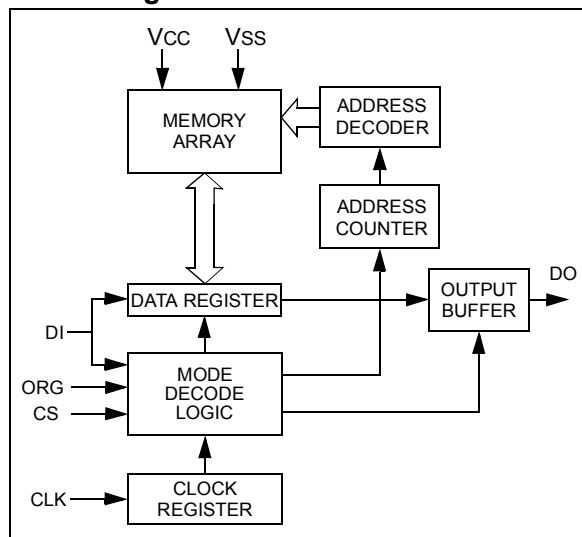 VCC VSS
MEMORY
ARRAY
ADDRESS
DECODER
ADDRESS
COUNTER
DATA REGISTER
OUTPUT
BUFFER
DO
DI
MODE
DECODE
LOGIC
ORG
CS
CLK
CLOCK
REGISTER